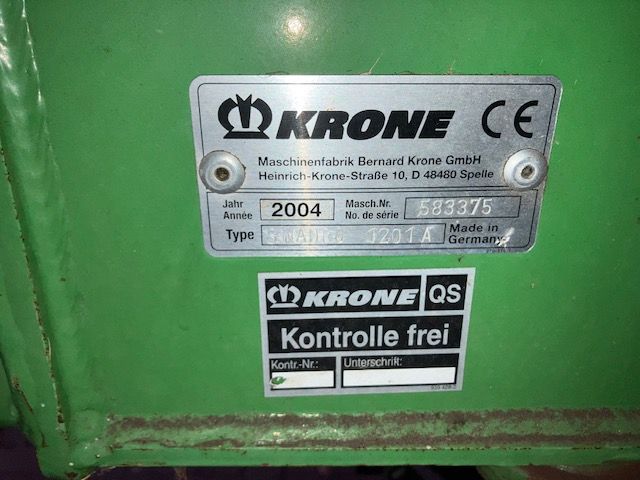 KRONE CE
Maschinenfabrik Bernard Krone GmbH
Heinrich-Krone-Straße 10, D 48480 Spelle
Jahr
Année 2004
Masch.Nr.
No. de série 583375
Type 1201 A
Made in
Germany
KRONE QS
Kontrolle frei
Kontr.-Nr.: Unterschrift: